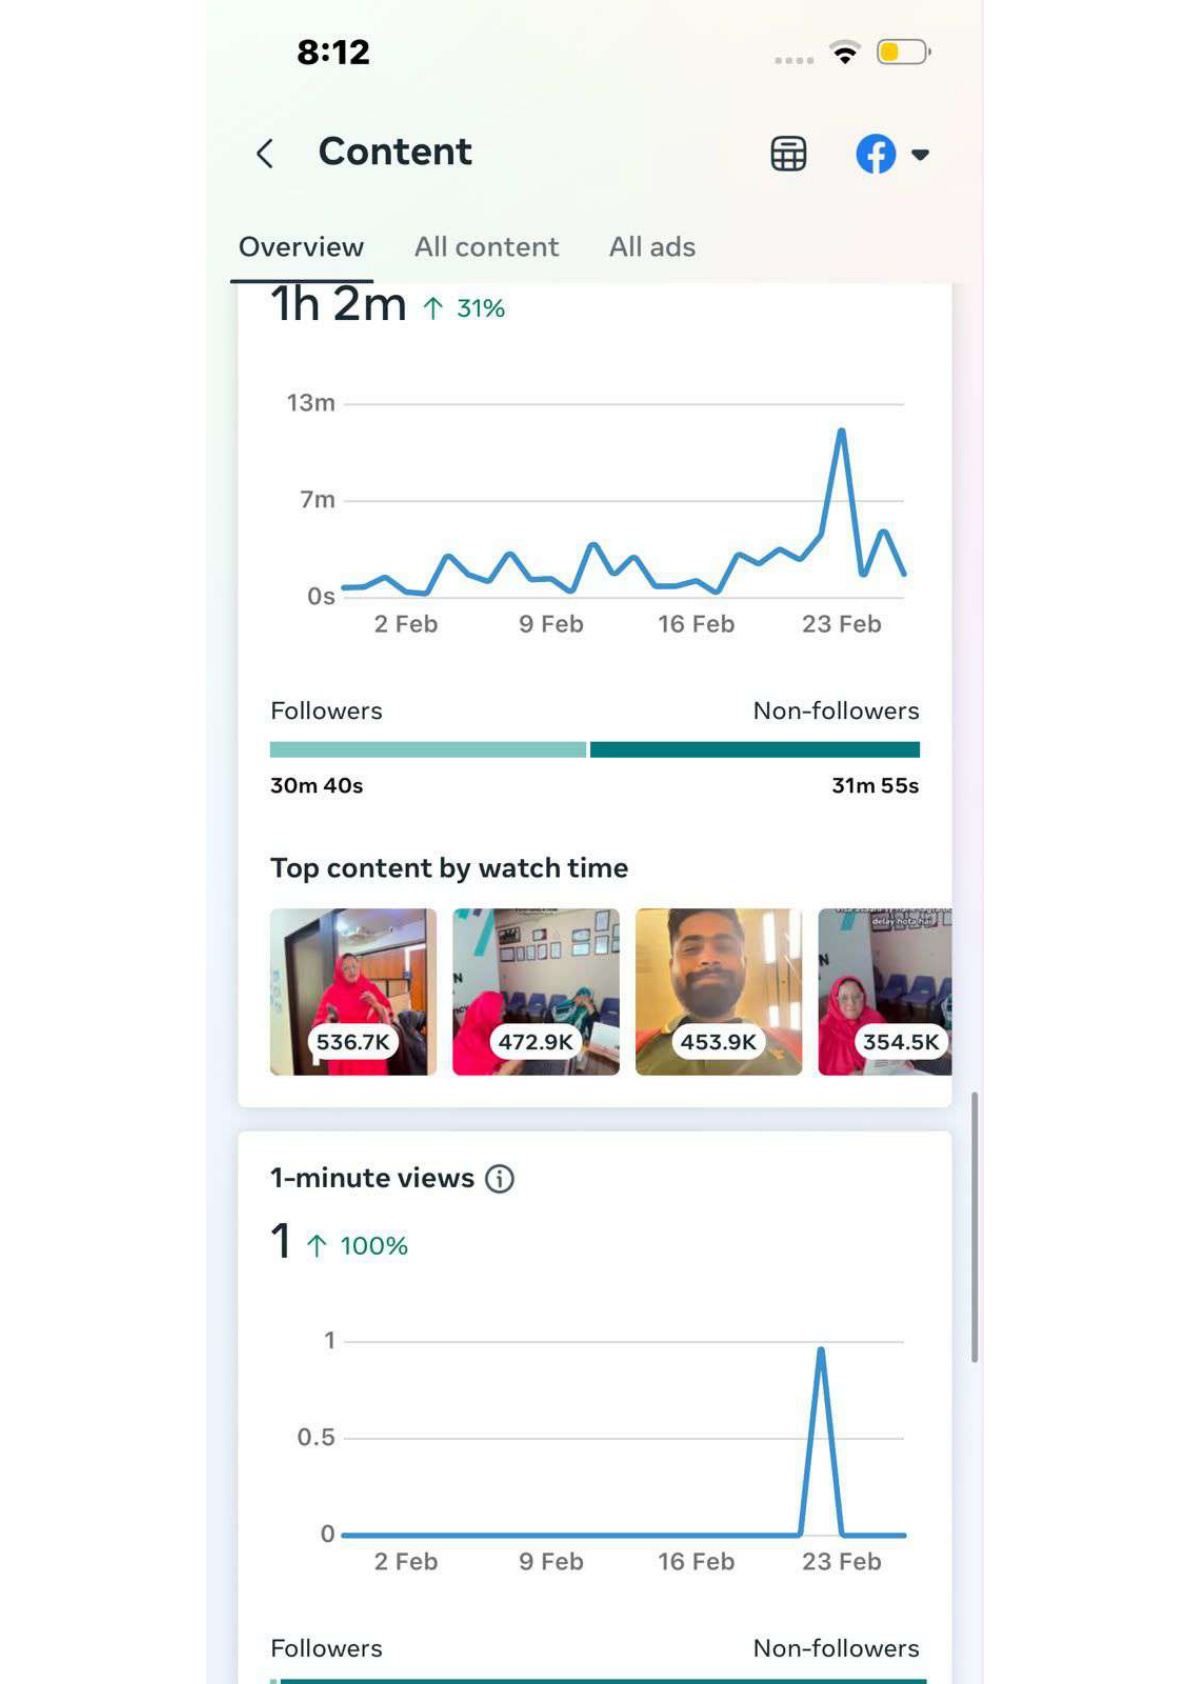 8:12
Content
Overview All content All ads
1h 2m ↑ 31%
13m
7m
0s
2 Feb 9 Feb 16 Feb 23 Feb
Followers Non-followers
30m 40s 31m 55s
Top content by watch time
delay hota hai
N
N
536.7K 472.9K 453.9K 354.5K
1-minute views
1 ↑ 100%
1
0.5
0
2 Feb 9 Feb 16 Feb 23 Feb
Followers Non-followers